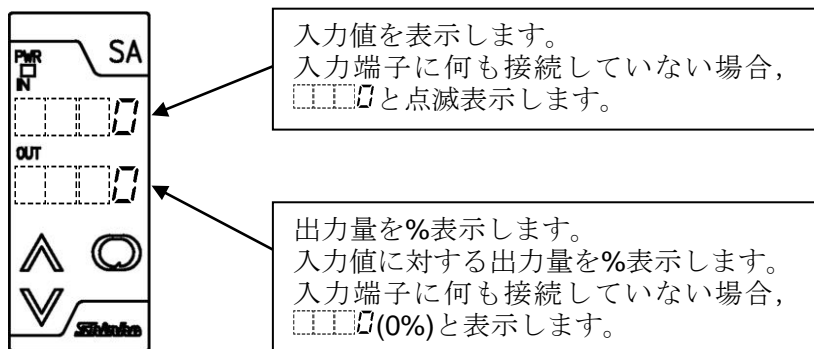 SA
PWR
IN
0
OUT
0
Shinko
入力値を表示します。
入力端子に何も接続していない場合，
0と点滅表示します。
出力量を%表示します。
入力値に対する出力量を%表示します。
入力端子に何も接続していない場合，
0(0%)と表示します。